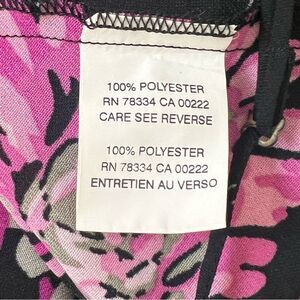 100% POLYESTER
RN 78334 CA 00222
CARE SEE REVERSE
100% POLYESTER
RN 78334 CA 00222
ENTRETIEN AU VERSO